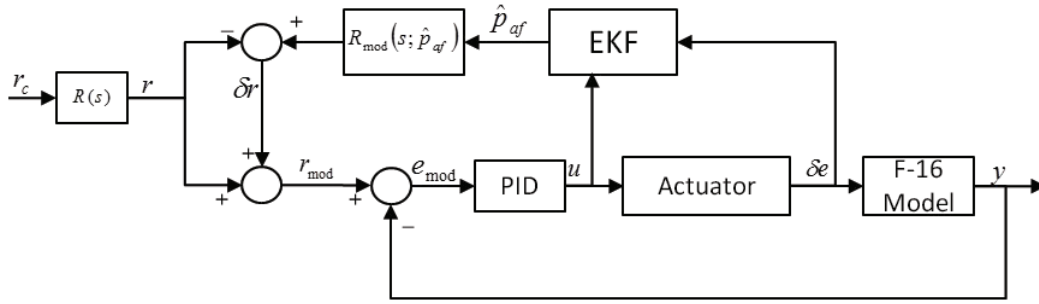 − + R_mod(s; p̂_af) p̂_af EKF
r_c R(s) r δr
+ + r_mod + − e_mod PID u Actuator δe F-16 Model y